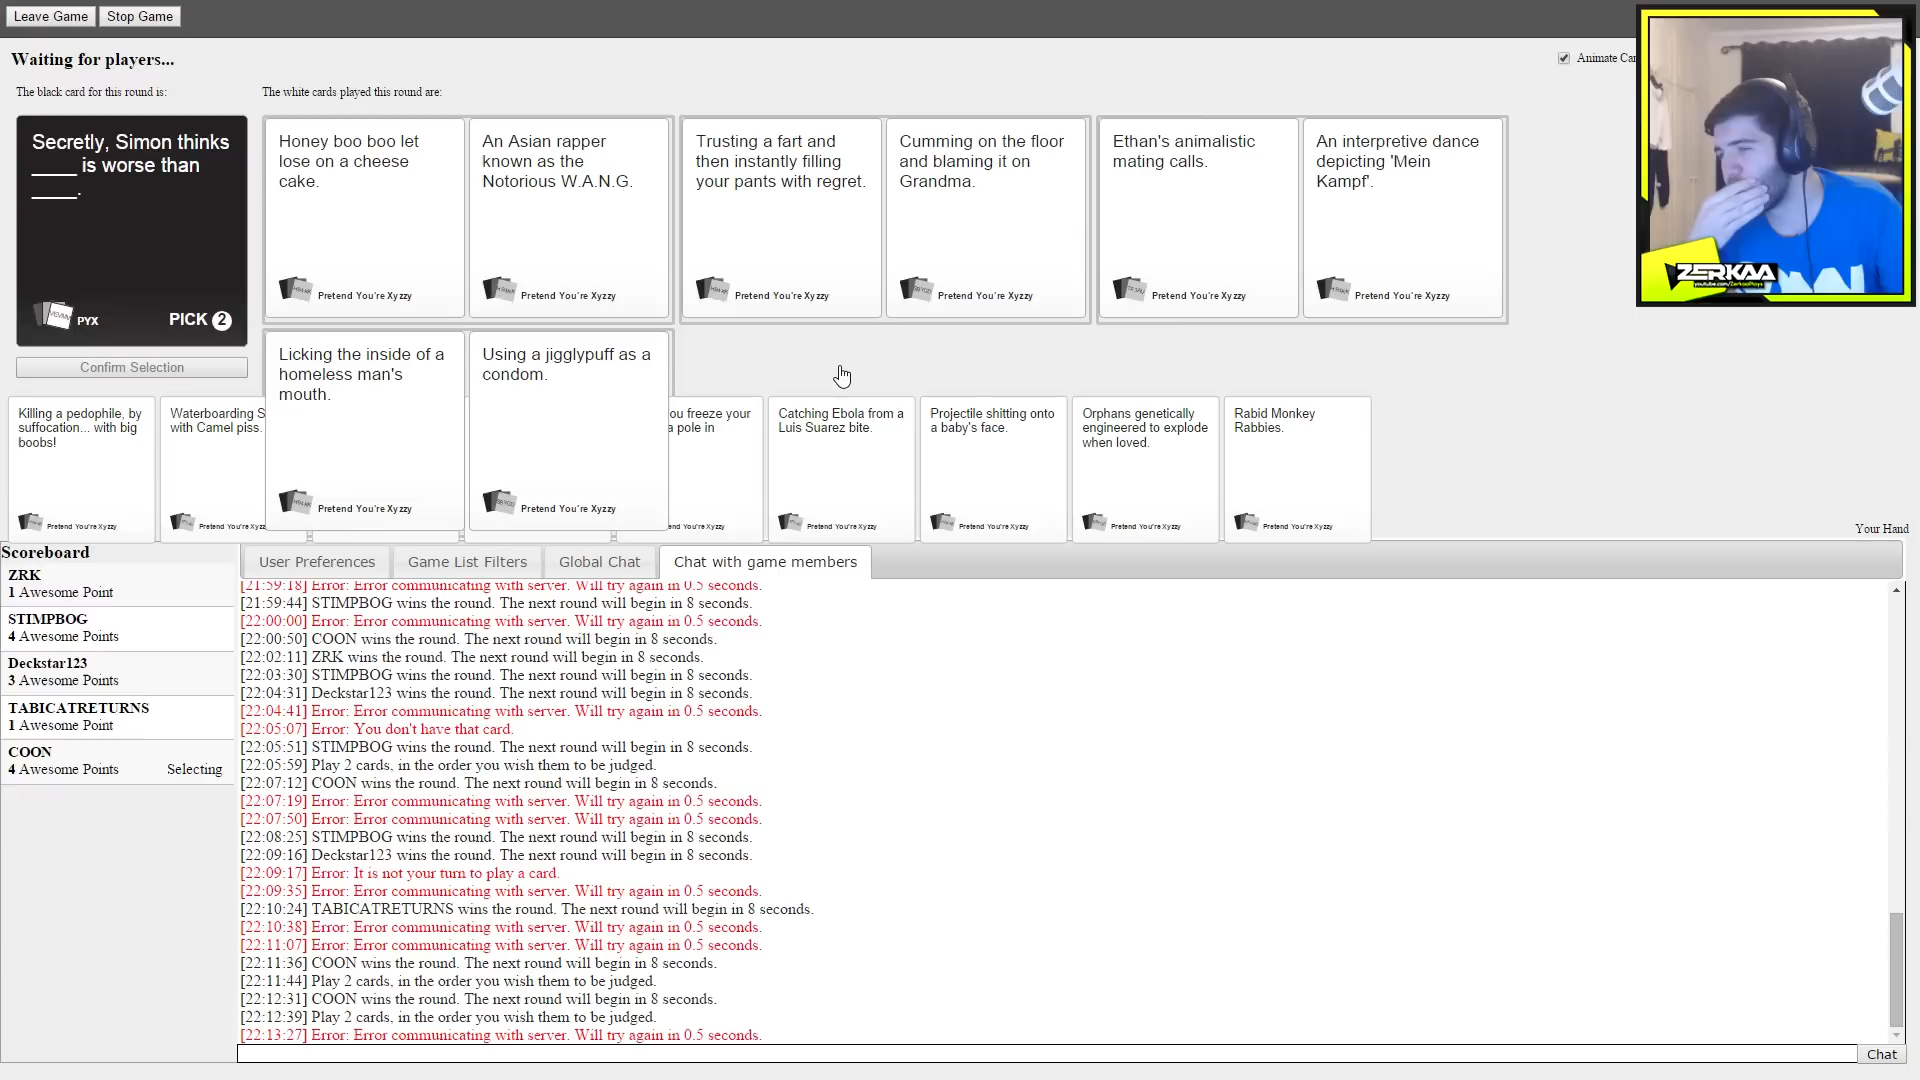 Leave Game
Stop Game
Waiting for players...
Animate Car
The black card for this round is:
The white cards played this round are:
Secretly, Simon thinks
____ is worse than
____.
PYX
PICK 2
Honey boo boo let
lose on a cheese
cake.
Pretend You're Xyzzy
An Asian rapper
known as the
Notorious W.A.N.G.
Pretend You're Xyzzy
Trusting a fart and
then instantly filling
your pants with regret.
Pretend You're Xyzzy
Cumming on the floor
and blaming it on
Grandma.
Pretend You're Xyzzy
Ethan's animalistic
mating calls.
Pretend You're Xyzzy
An interpretive dance
depicting 'Mein
Kampf'.
Pretend You're Xyzzy
ZERKAA
youtube.com/ZerkaaPlays
Confirm Selection
Licking the inside of a
homeless man's
mouth.
Pretend You're Xyzzy
Using a jigglypuff as a
condom.
Pretend You're Xyzzy
Killing a pedophile, by
suffocation... with big
boobs!
Pretend You're Xyzzy
Waterboarding S
with Camel piss.
Pretend You're Xyzz
ou freeze your
a pole in
end You're Xyzzy
Catching Ebola from a
Luis Suarez bite.
Pretend You're Xyzzy
Projectile shitting onto
a baby's face.
Pretend You're Xyzzy
Orphans genetically
engineered to explode
when loved.
Pretend You're Xyzzy
Rabid Monkey
Rabbies.
Pretend You're Xyzzy
Your Hand
Scoreboard
ZRK
1 Awesome Point
STIMPBOG
4 Awesome Points
Deckstar123
3 Awesome Points
TABICATRETURNS
1 Awesome Point
COON
4 Awesome Points
Selecting
User Preferences
Game List Filters
Global Chat
Chat with game members
[21:59:18] Error: Error communicating with server. Will try again in 0.5 seconds.
[21:59:44] STIMPBOG wins the round. The next round will begin in 8 seconds.
[22:00:00] Error: Error communicating with server. Will try again in 0.5 seconds.
[22:00:50] COON wins the round. The next round will begin in 8 seconds.
[22:02:11] ZRK wins the round. The next round will begin in 8 seconds.
[22:03:30] STIMPBOG wins the round. The next round will begin in 8 seconds.
[22:04:31] Deckstar123 wins the round. The next round will begin in 8 seconds.
[22:04:41] Error: Error communicating with server. Will try again in 0.5 seconds.
[22:05:07] Error: You don't have that card.
[22:05:51] STIMPBOG wins the round. The next round will begin in 8 seconds.
[22:05:59] Play 2 cards, in the order you wish them to be judged.
[22:07:12] COON wins the round. The next round will begin in 8 seconds.
[22:07:19] Error: Error communicating with server. Will try again in 0.5 seconds.
[22:07:50] Error: Error communicating with server. Will try again in 0.5 seconds.
[22:08:25] STIMPBOG wins the round. The next round will begin in 8 seconds.
[22:09:16] Deckstar123 wins the round. The next round will begin in 8 seconds.
[22:09:17] Error: It is not your turn to play a card.
[22:09:35] Error: Error communicating with server. Will try again in 0.5 seconds.
[22:10:24] TABICATRETURNS wins the round. The next round will begin in 8 seconds.
[22:10:38] Error: Error communicating with server. Will try again in 0.5 seconds.
[22:11:07] Error: Error communicating with server. Will try again in 0.5 seconds.
[22:11:36] COON wins the round. The next round will begin in 8 seconds.
[22:11:44] Play 2 cards, in the order you wish them to be judged.
[22:12:31] COON wins the round. The next round will begin in 8 seconds.
[22:12:39] Play 2 cards, in the order you wish them to be judged.
[22:13:27] Error: Error communicating with server. Will try again in 0.5 seconds.
Chat